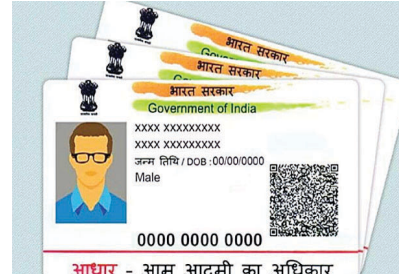 भारत सरकार
भारत सरकार
भारत सरकार
Government of India
xxxx xxxxxxxxx
xxxx xxxxxxxxx
जन्म तिथि / DOB :00/00/0000
Male
0000 0000 0000
आधार - आम आदमी का अधिकार